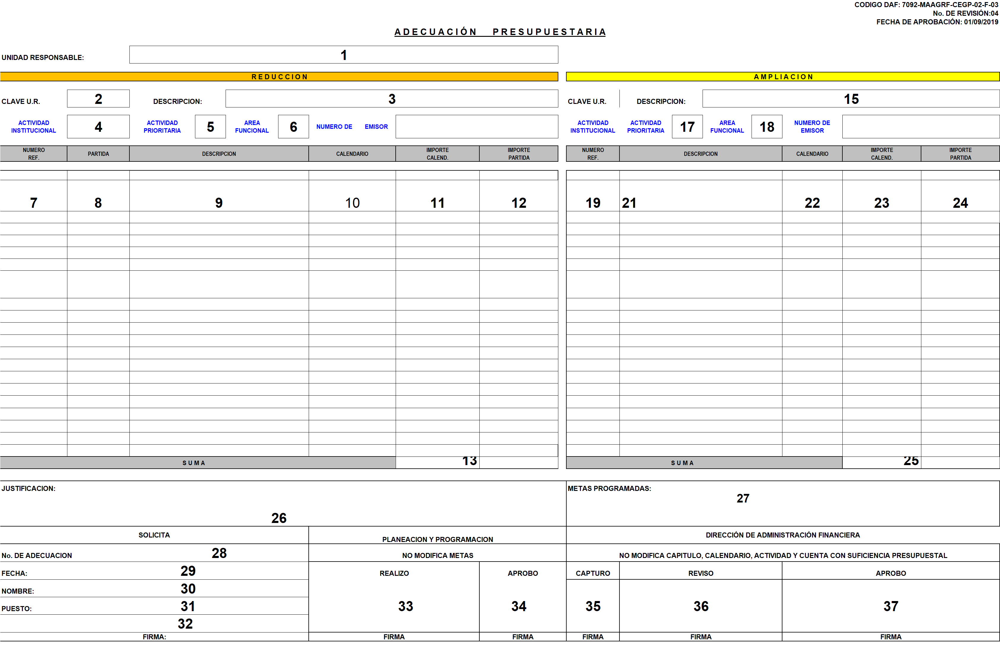 CODIGO DAF: 7092-MAAGRF-CEGP-02-F-03
No. DE REVISIÓN:04
FECHA DE APROBACIÓN: 01/09/2019
ADECUACIÓN PRESUPUESTARIA
UNIDAD RESPONSABLE: 1
REDUCCION AMPLIACION
CLAVE U.R. 2 DESCRIPCION: 3 CLAVE U.R. DESCRIPCION: 15
ACTIVIDAD INSTITUCIONAL 4 ACTIVIDAD PRIORITARIA 5 AREA FUNCIONAL 6 NUMERO DE EMISOR ACTIVIDAD INSTITUCIONAL ACTIVIDAD PRIORITARIA 17 AREA FUNCIONAL 18 NUMERO DE EMISOR
NUMERO REF. PARTIDA DESCRIPCION CALENDARIO IMPORTE CALEND. IMPORTE PARTIDA NUMERO REF. DESCRIPCION CALENDARIO IMPORTE CALEND. IMPORTE PARTIDA
7 8 9 10 11 12 19 21 22 23 24
SUMA 13 SUMA 25
JUSTIFICACION: METAS PROGRAMADAS:
27
26
SOLICITA PLANEACION Y PROGRAMACION DIRECCIÓN DE ADMINISTRACIÓN FINANCIERA
No. DE ADECUACION 28 NO MODIFICA METAS NO MODIFICA CAPITULO, CALENDARIO, ACTIVIDAD Y CUENTA CON SUFICIENCIA PRESUPUESTAL
FECHA: 29 REALIZO APROBO CAPTURO REVISO APROBO
NOMBRE: 30
PUESTO: 31 33 34 35 36 37
32
FIRMA: FIRMA FIRMA FIRMA FIRMA FIRMA